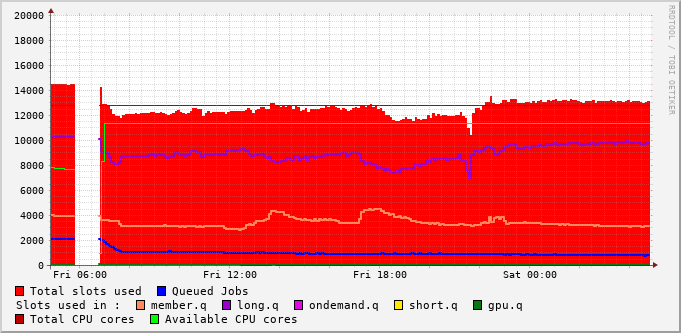 RRDTOOL / TOBI OETIKER
20000
18000
16000
14000
12000
10000
8000
6000
4000
2000
0
Fri 06:00 Fri 12:00 Fri 18:00 Sat 00:00
Total slots used Queued Jobs
Slots used in : member.q long.q ondemand.q short.q gpu.q
Total CPU cores Available CPU cores